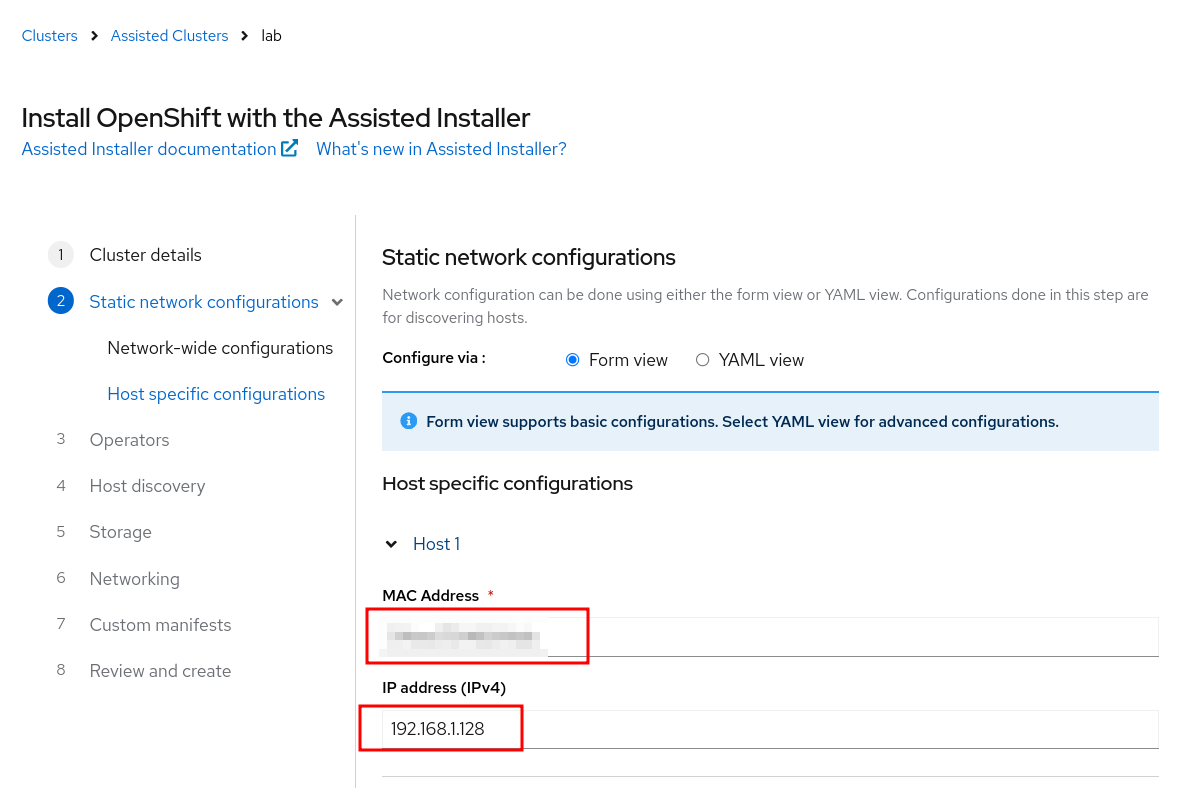 Clusters > Assisted Clusters > lab
Install OpenShift with the Assisted Installer
Assisted Installer documentation What's new in Assisted Installer?
1 Cluster details
2 Static network configurations
Network-wide configurations
Host specific configurations
3 Operators
4 Host discovery
5 Storage
6 Networking
7 Custom manifests
8 Review and create
Static network configurations
Network configuration can be done using either the form view or YAML view. Configurations done in this step are
for discovering hosts.
Configure via : Form view YAML view
Form view supports basic configurations. Select YAML view for advanced configurations.
Host specific configurations
Host 1
MAC Address *
IP address (IPv4)
192.168.1.128